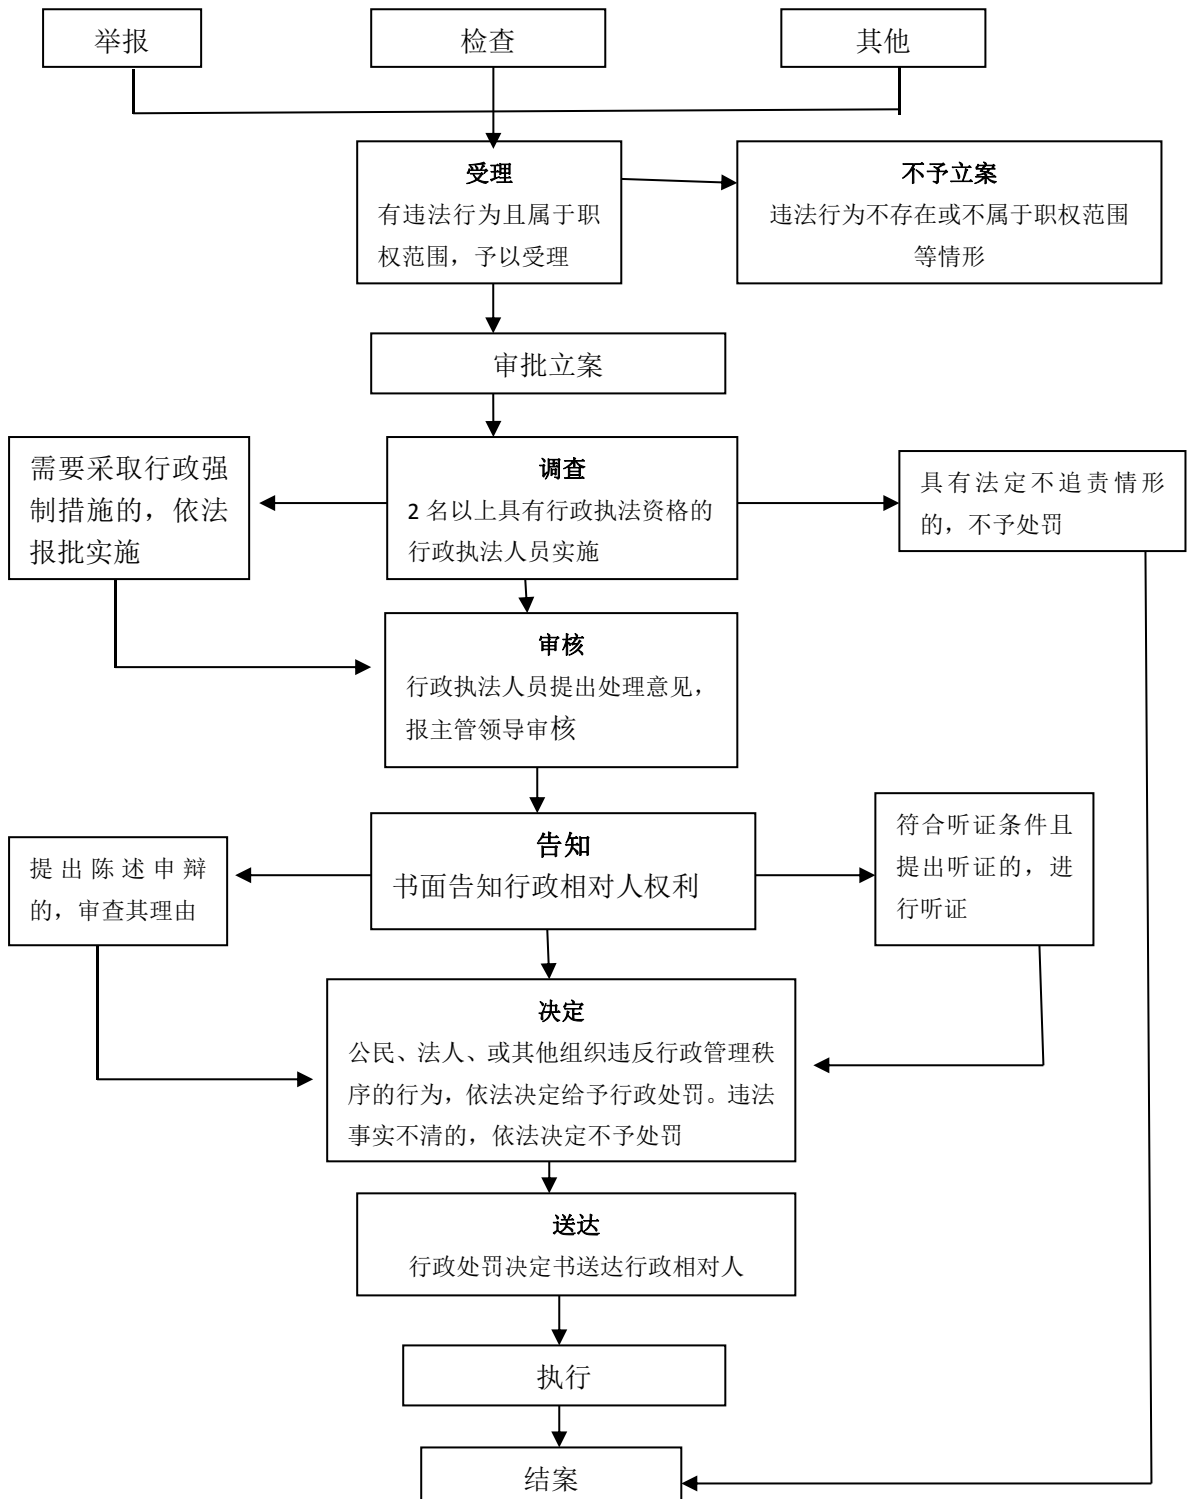 举报
检查
其他
受理
有违法行为且属于职
权范围，予以受理
不予立案
违法行为不存在或不属于职权范围
等情形
审批立案
需要采取行政强
制措施的，依法
报批实施
调查
2 名以上具有行政执法资格的
行政执法人员实施
具有法定不追责情形
的，不予处罚
审核
行政执法人员提出处理意见，
报主管领导审核
提出陈述申辩
的，审查其理由
告知
书面告知行政相对人权利
符合听证条件且
提出听证的，进
行听证
决定
公民、法人、或其他组织违反行政管理秩
序的行为，依法决定给予行政处罚。违法
事实不清的，依法决定不予处罚
送达
行政处罚决定书送达行政相对人
执行
结案